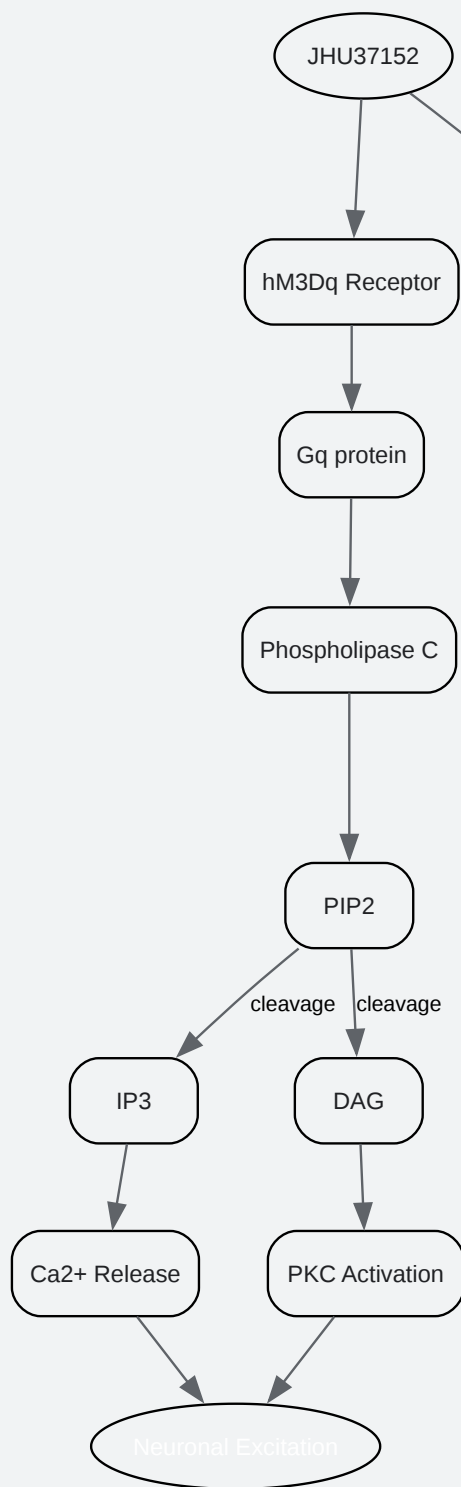 JHU37152
hM3Dq Receptor
Gq protein
Phospholipase C
PIP2
cleavage
cleavage
IP3
DAG
Ca2+ Release
PKC Activation
Neuronal Excitation